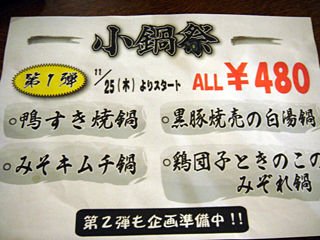 小鍋祭
第1弾
11/25(木)よりスタート
ALL ¥480
○鴨すき焼鍋
○黒豚焼売の白湯鍋
○みそキムチ鍋
○鶏団子ときのこの
みぞれ鍋
第2弾も企画準備中!!